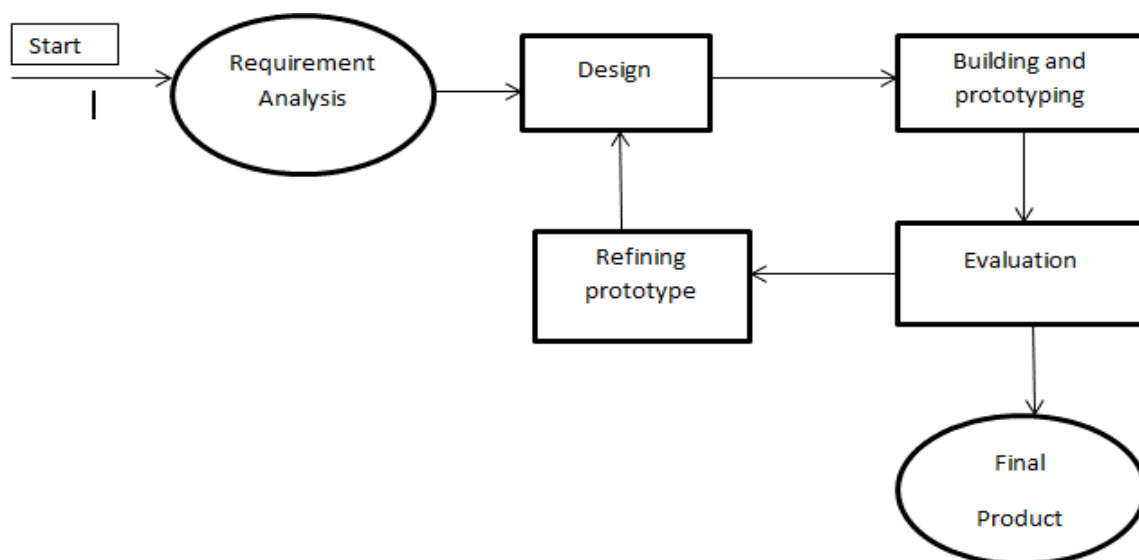 Start
Requirement
Analysis
Design
Building and
prototyping
Refining
prototype
Evaluation
Final
Product